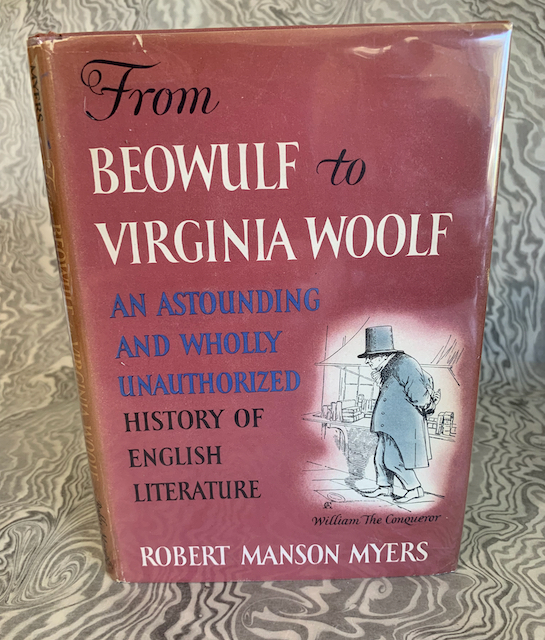 From
BEOWULF to
VIRGINIA WOOLF
AN ASTOUNDING
AND WHOLLY
UNAUTHORIZED
HISTORY OF
ENGLISH
LITERATURE
William The Conqueror
ROBERT MANSON MYERS
MYERS